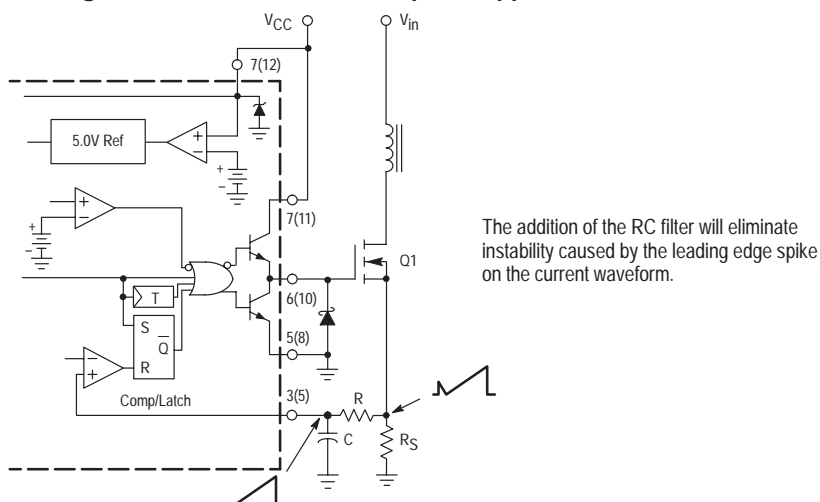 VCC
Vin
7(12)
5.0V Ref
+
−
+
−
+
−
7(11)
+
−
The addition of the RC filter will eliminate
instability caused by the leading edge spike
on the current waveform.
Q1
6(10)
T
S
Q
R
5(8)
−
+
Comp/Latch
3(5)
R
C
RS